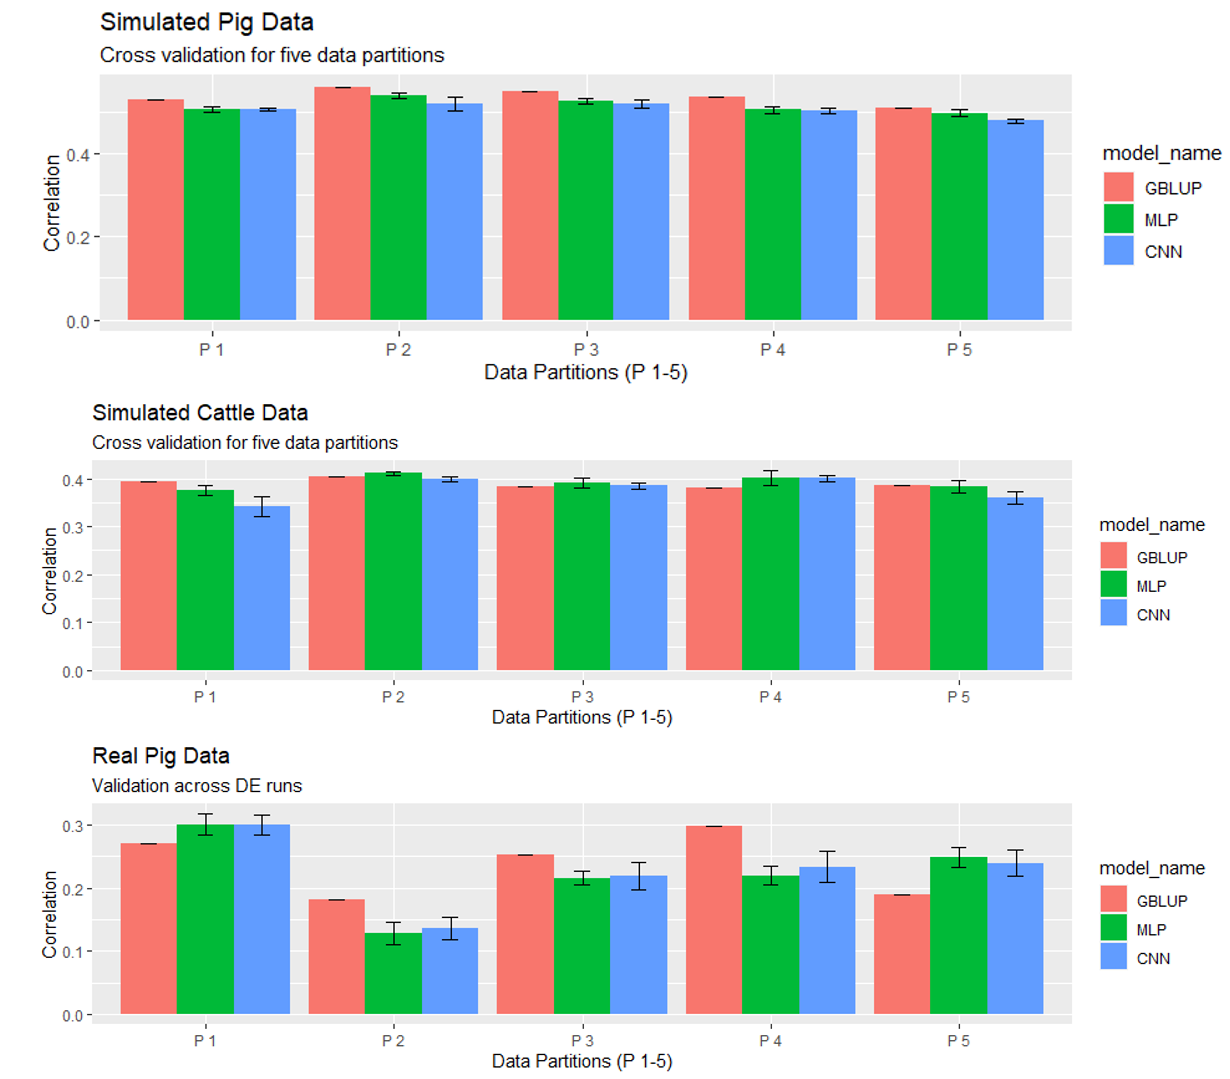 Simulated Pig Data
Cross validation for five data partitions
Correlation
0.4
0.2
0.0
P 1 P 2 P 3 P 4 P 5
Data Partitions (P 1-5)
model_name
GBLUP
MLP
CNN
Simulated Cattle Data
Cross validation for five data partitions
Correlation
0.4
0.3
0.2
0.1
0.0
P 1 P 2 P 3 P 4 P 5
Data Partitions (P 1-5)
model_name
GBLUP
MLP
CNN
Real Pig Data
Validation across DE runs
Correlation
0.3
0.2
0.1
0.0
P 1 P 2 P 3 P 4 P 5
Data Partitions (P 1-5)
model_name
GBLUP
MLP
CNN